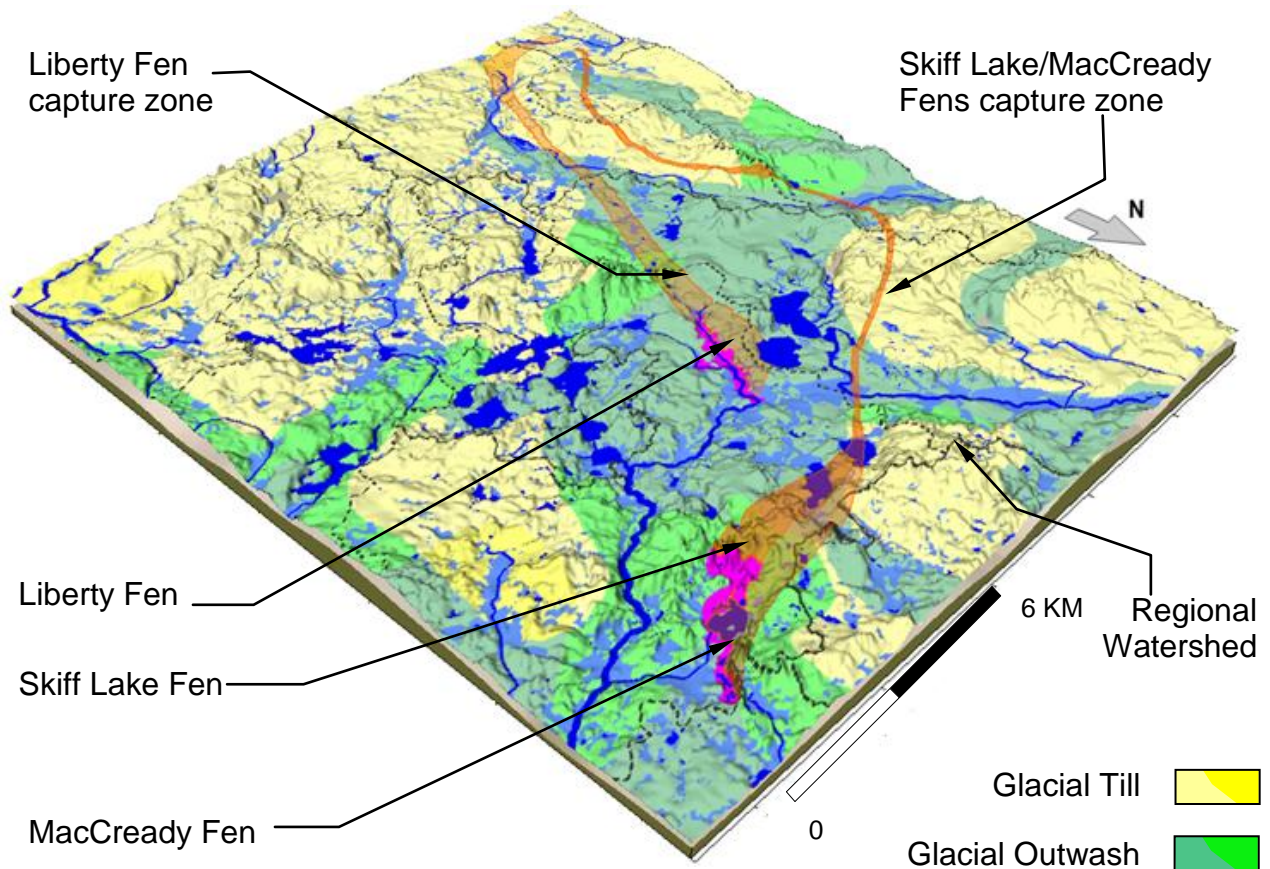 Liberty Fen
capture zone
Skiff Lake/MacCready
Fens capture zone
N
Liberty Fen
6 KM
Regional
Watershed
Skiff Lake Fen
MacCready Fen
0
Glacial Till
Glacial Outwash